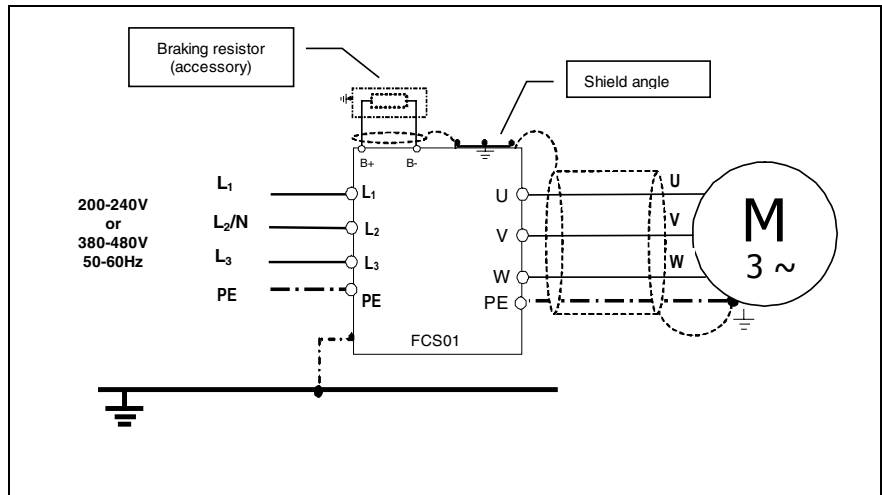 Braking resistor
(accessory)
Shield angle
B+ B-
200-240V
or
380-480V
50-60Hz
L1
L2/N
L3
PE
L1
L2
L3
PE
U
V
W
PE
FCS01
U
V
W
M
3 ~